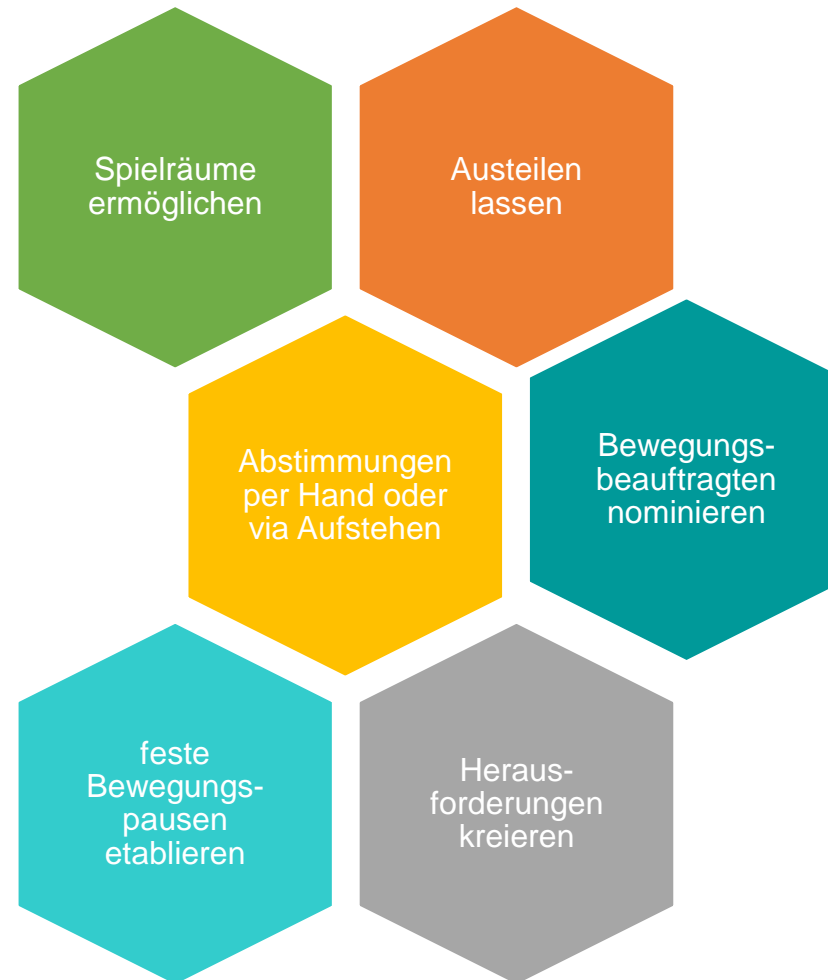 Spielräume
ermöglichen
Austeilen
lassen
Abstimmungen
per Hand oder
via Aufstehen
Bewegungs-
beauftragten
nominieren
feste
Bewegungs-
pausen
etablieren
Heraus-
forderungen
kreieren